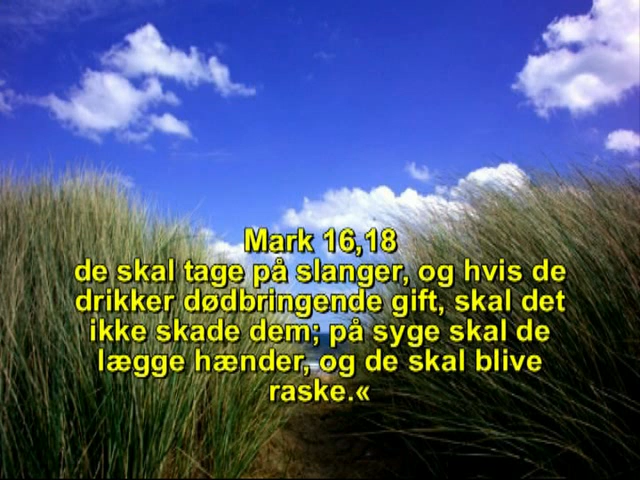 Mark 16,18
de skal tage på slanger, og hvis de
drikker dødbringende gift, skal det
ikke skade dem; på syge skal de
lægge hænder, og de skal blive
raske.«